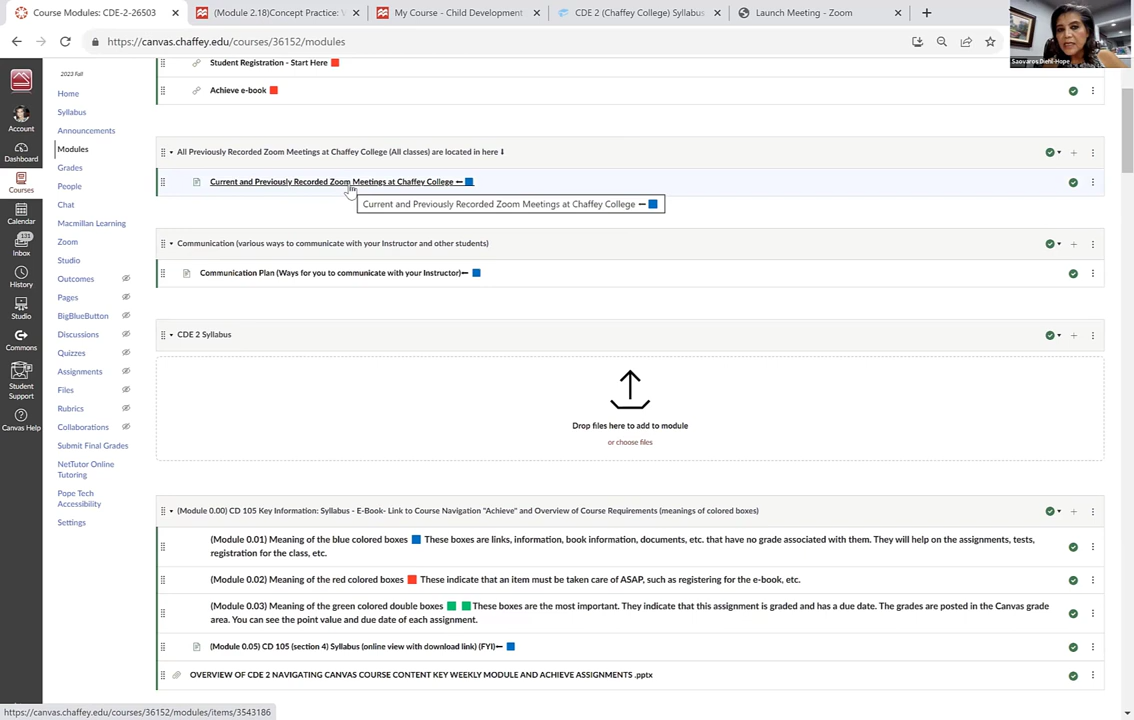 Course Modules: CDE-2-26503
(Module 2.18)Concept Practice: W
My Course - Child Development
CDE 2 (Chaffey College) Syllabus
Launch Meeting - Zoom
https://canvas.chaffey.edu/courses/36152/modules
Saovaros Diehl-Hope
2023 Fall
Home
Syllabus
Announcements
Modules
Grades
People
Chat
Macmillan Learning
Zoom
Studio
Outcomes
Pages
BigBlueButton
Discussions
Quizzes
Assignments
Files
Rubrics
Collaborations
Submit Final Grades
NetTutor Online
Tutoring
Pope Tech
Accessibility
Settings
Account
Dashboard
Courses
Calendar
131
Inbox
History
Studio
Commons
Student
Support
Canvas Help
Student Registration - Start Here
Achieve e-book
All Previously Recorded Zoom Meetings at Chaffey College (All classes) are located in here ⬇
Current and Previously Recorded Zoom Meetings at Chaffey College ←
Current and Previously Recorded Zoom Meetings at Chaffey College ←
Communication (various ways to communicate with your Instructor and other students)
Communication Plan (Ways for you to communicate with your Instructor)←
CDE 2 Syllabus
Drop files here to add to module
or choose files
(Module 0.00) CD 105 Key Information: Syllabus - E-Book- Link to Course Navigation "Achieve" and Overview of Course Requirements (meanings of colored boxes)
(Module 0.01) Meaning of the blue colored boxes These boxes are links, information, book information, documents, etc. that have no grade associated with them. They will help on the assignments, tests,
registration for the class, etc.
(Module 0.02) Meaning of the red colored boxes These indicate that an item must be taken care of ASAP, such as registering for the e-book, etc.
(Module 0.03) Meaning of the green colored double boxes These boxes are the most important. They indicate that this assignment is graded and has a due date. The grades are posted in the Canvas grade
area. You can see the point value and due date of each assignment.
(Module 0.05) CD 105 (section 4) Syllabus (online view with download link) (FYI)←
OVERVIEW OF CDE 2 NAVIGATING CANVAS COURSE CONTENT KEY WEEKLY MODULE AND ACHIEVE ASSIGNMENTS .pptx
https://canvas.chaffey.edu/courses/36152/modules/items/3543186